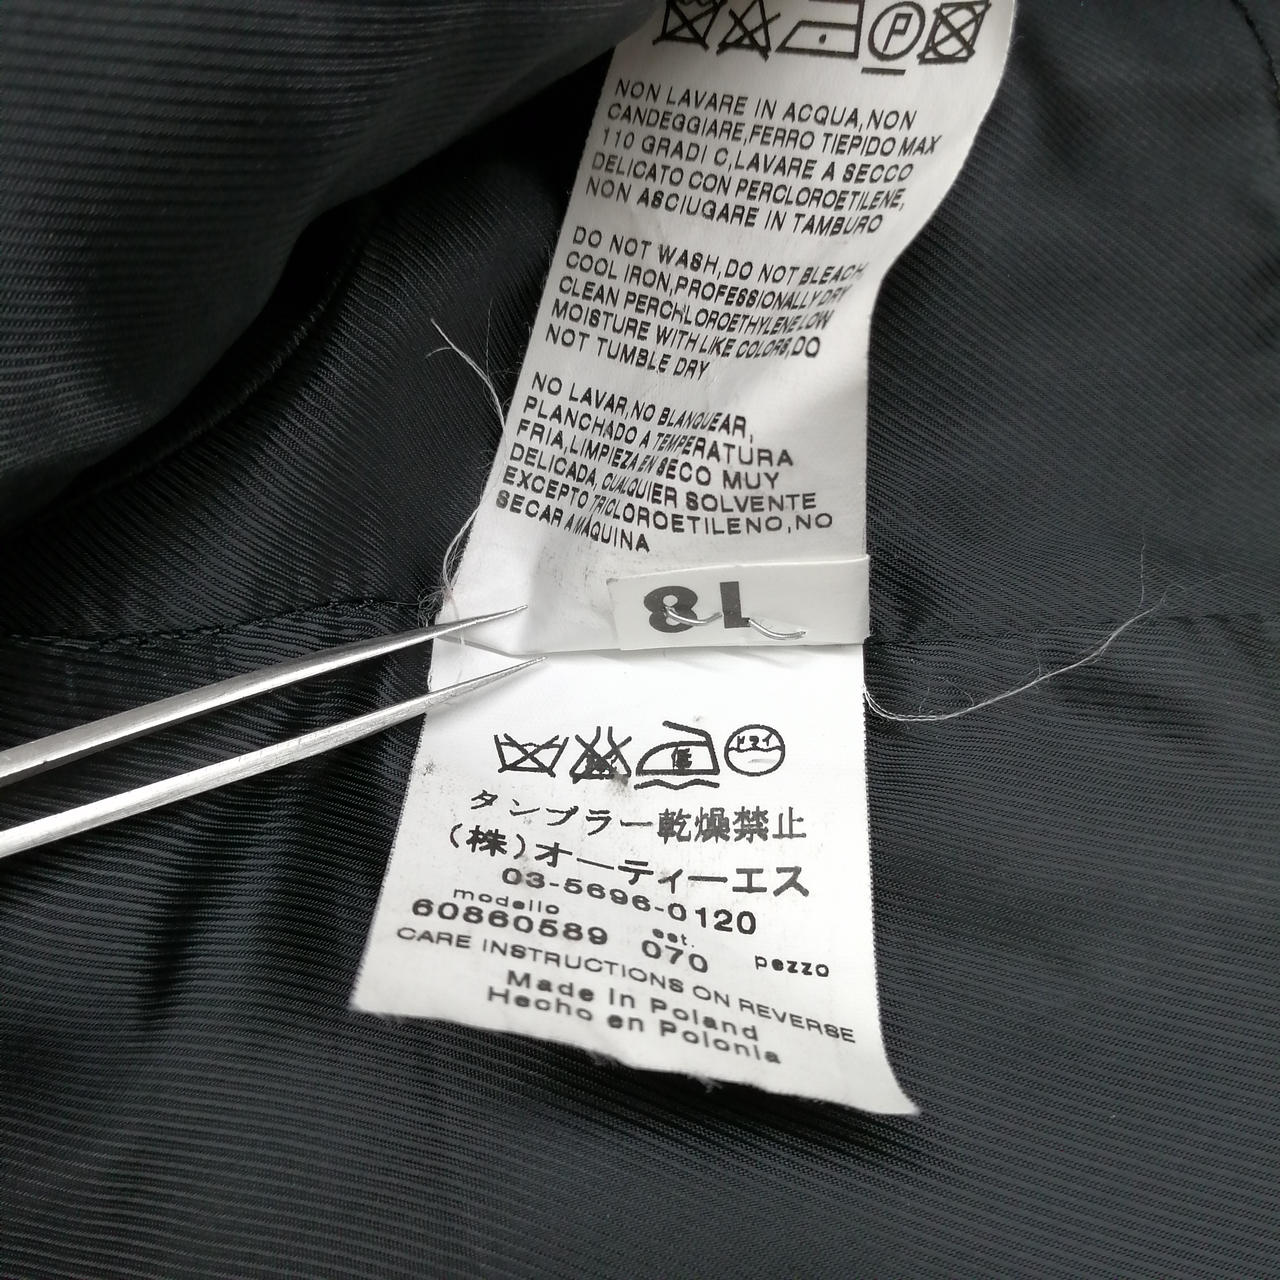 P
NON LAVARE IN ACQUA,NON
CANDEGGIARE,FERRO TIEPIDO MAX
110 GRADI C,LAVARE A SECCO
DELICATO CON PERCLOROETILENE,
NON ASCIUGARE IN TAMBURO
DO NOT WASH,DO NOT BLEACH
COOL IRON,PROFESSIONALLY DRY
CLEAN PERCHLOROETHYLENE LOW
MOISTURE WITH LIKE COLORS,DO
NOT TUMBLE DRY
NO LAVAR,NO BLANQUEAR,
PLANCHADO A TEMPERATURA
FRIA,LIMPIEZA EN SECO MUY
DELICADA, CUALQUIER SOLVENTE
EXCEPTO TRICLOROETILENO,NO
SECAR A MAQUINA
18
低 ドライ
タンブラー乾燥禁止
(株)オーティーエス
03-5696-0120
modello est. pezzo
60860589 070
CARE INSTRUCTIONS ON REVERSE
Made in Poland
Hecho en Polonia